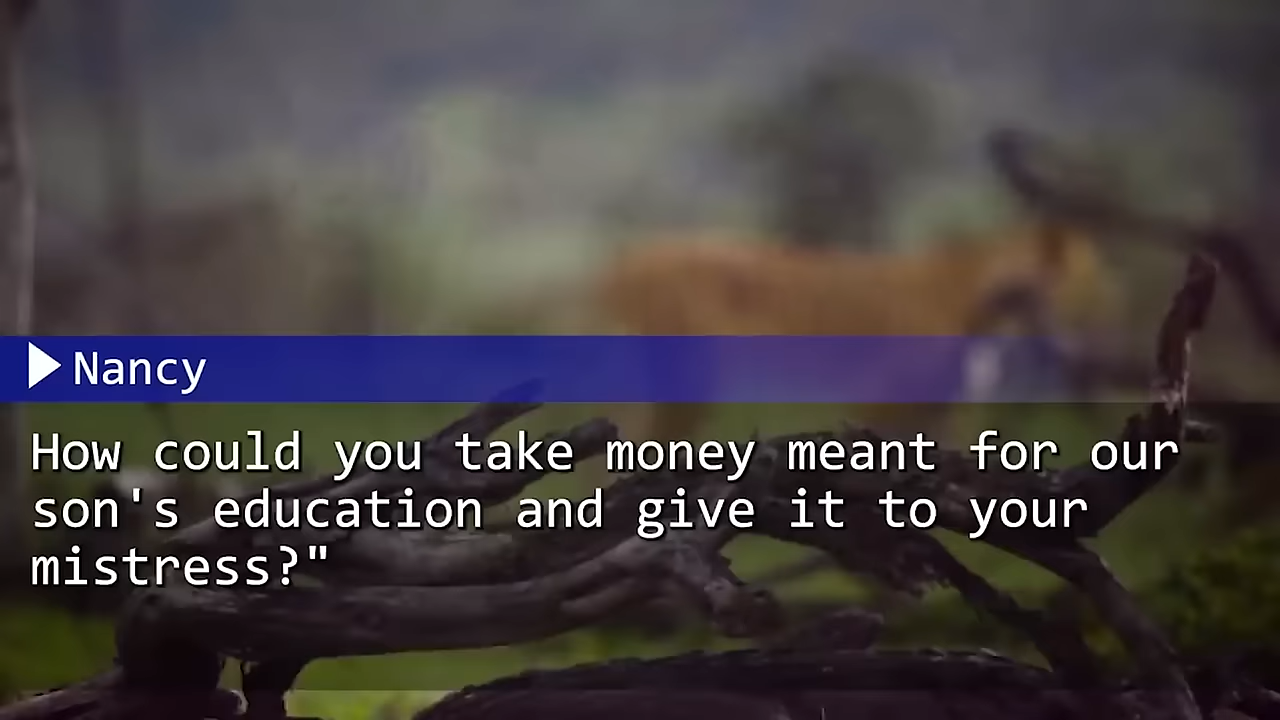 Nancy
How could you take money meant for our
son's education and give it to your
mistress?"